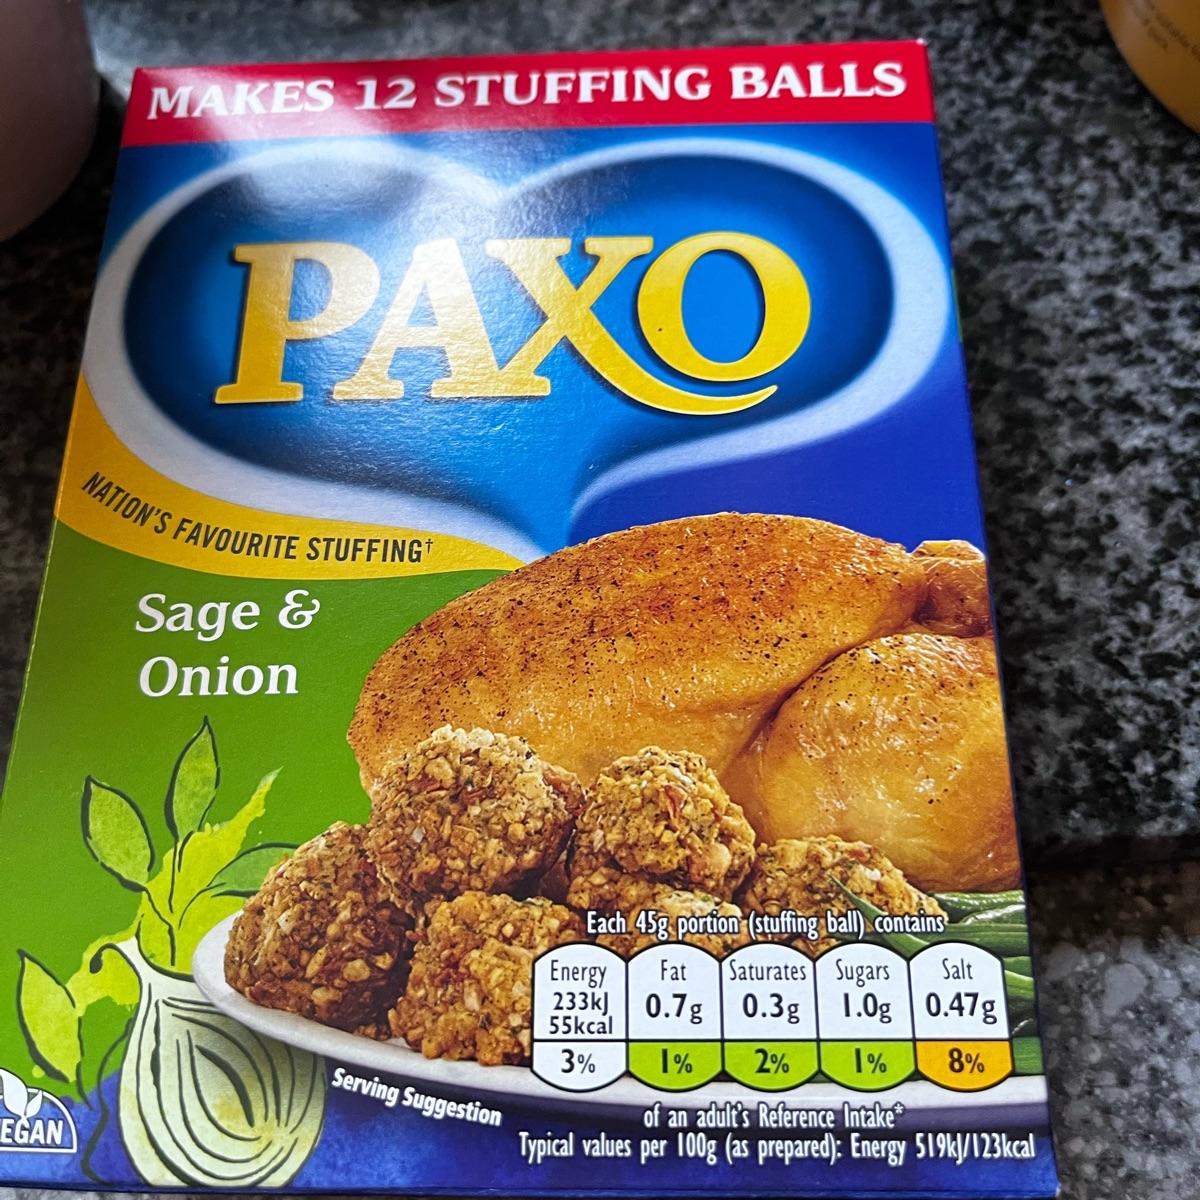 MAKES 12 STUFFING BALLS
PAXO
NATION'S FAVOURITE STUFFING†
Sage &
Onion
Each 45g portion (stuffing ball) contains
Energy 233kJ 55kcal 3%
Fat 0.7g 1%
Saturates 0.3g 2%
Sugars 1.0g 1%
Salt 0.47g 8%
of an adult's Reference Intake*
Typical values per 100g (as prepared): Energy 519kJ/123kcal
Serving Suggestion
EGAN